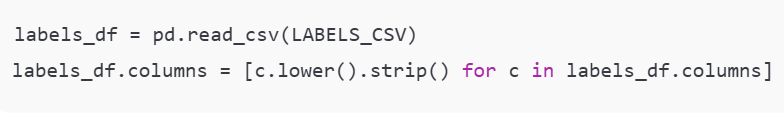 labels_df = pd.read_csv(LABELS_CSV)
labels_df.columns = [c.lower().strip() for c in labels_df.columns]